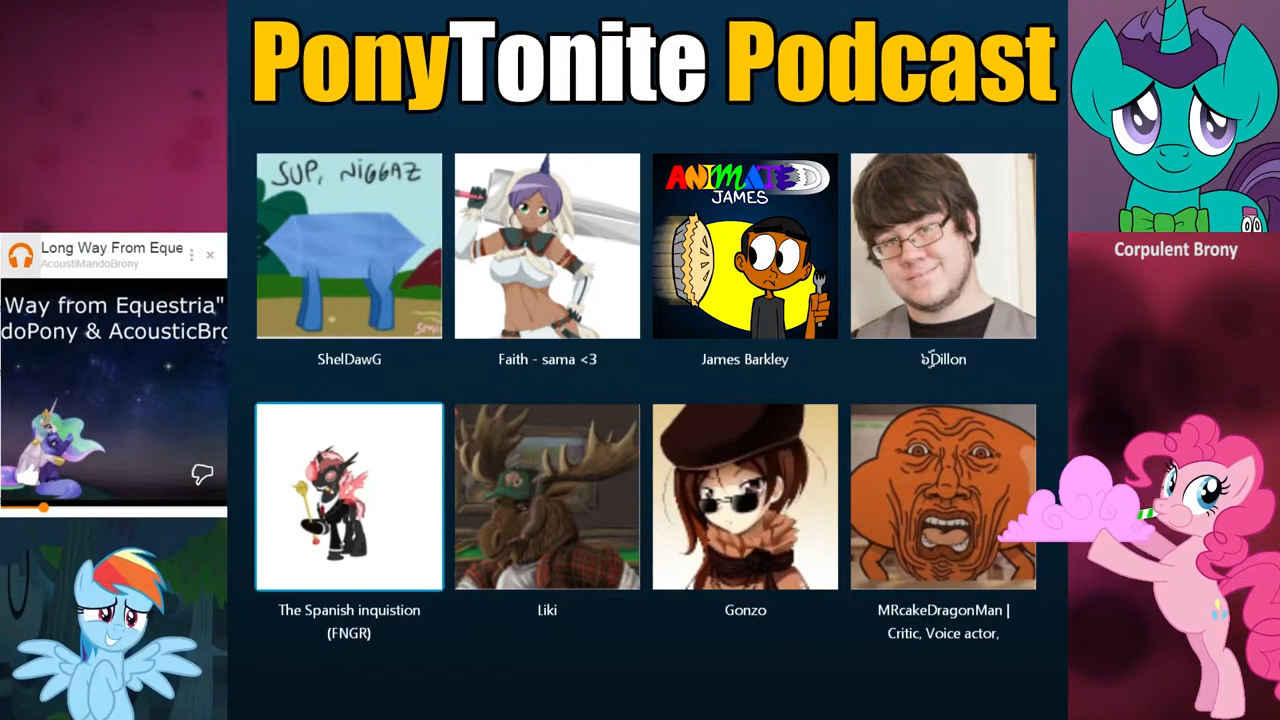 PonyTonite Podcast
SUP, NIGGAZ
ANIMATED
JAMES
Long Way From Eque
AcoustiMandoBrony
Way from Equestria"
doPony & AcousticBro
Corpulent Brony
ShelDawG
Faith - sama <3
James Barkley
Dillon
The Spanish inquistion
(FNGR)
Liki
Gonzo
MRcakeDragonMan |
Critic, Voice actor,